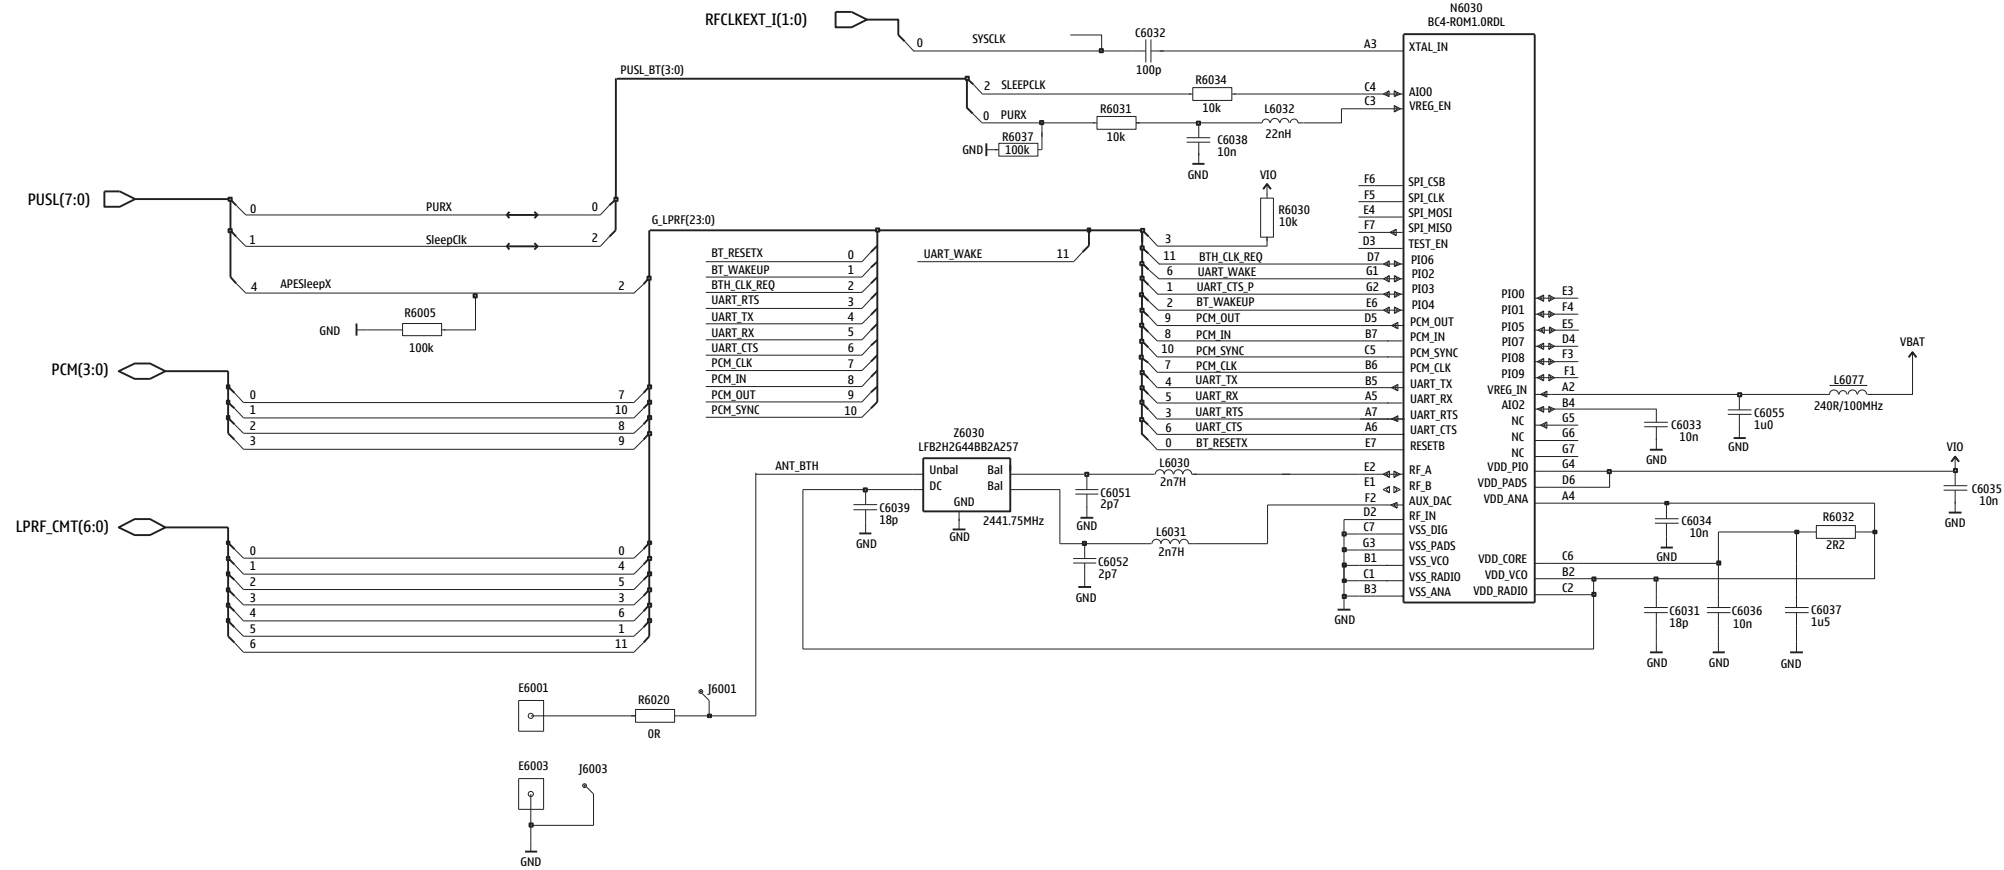 N6030
BC4-ROM1.0RDL
RFCLKEXT_I(1:0)
0 SYSCLK
C6032
100p
A3 XTAL_IN
PUSL_BT(3:0)
2 SLEEPCLK
R6034
10k
C4 AIO0
C3 VREG_EN
0 PURX
R6031
10k
L6032
22nH
R6037
GND 100k
C6038
10n
GND
PUSL(7:0)
0 PURX 0
1 SleepClk 2
4 APESleepX 2
R6005
GND
100k
VIO
R6030
10k
G_LPRF(23:0)
BT_RESETX 0
BT_WAKEUP 1
BTH_CLK_REQ 2
UART_RTS 3
UART_TX 4
UART_RX 5
UART_CTS 6
PCM_CLK 7
PCM_IN 8
PCM_OUT 9
PCM_SYNC 10
UART_WAKE 11
3
11 BTH_CLK_REQ D7
6 UART_WAKE G1
1 UART_CTS_P G2
2 BT_WAKEUP E6
9 PCM_OUT D5
8 PCM_IN B7
10 PCM_SYNC C5
7 PCM_CLK B6
4 UART_TX B5
5 UART_RX A5
3 UART_RTS A7
6 UART_CTS A6
0 BT_RESETX E7
F6 SPI_CSB
F5 SPI_CLK
E4 SPI_MOSI
F7 SPI_MISO
D3 TEST_EN
PIO6
PIO2
PIO3
PIO4
PCM_OUT
PCM_IN
PCM_SYNC
PCM_CLK
UART_TX
UART_RX
UART_RTS
UART_CTS
RESETB
E2 RF_A
E1 RF_B
F2 AUX_DAC
D2 RF_IN
C7 VSS_DIG
G3 VSS_PADS
B1 VSS_VCO
C1 VSS_RADIO
B3 VSS_ANA
GND
PIO0 E3
PIO1 F4
PIO5 E5
PIO7 D4
PIO8 F3
PIO9 F1
VREG_IN A2
AIO2 B4
NC G5
NC G6
NC G7
VDD_PIO G4
VDD_PADS D6
VDD_ANA A4
VDD_CORE C6
VDD_VCO B2
VDD_RADIO C2
VBAT
L6077
240R/100MHz
C6055
1u0
GND
C6033
10n
GND
VIO
C6035
10n
GND
C6034
10n
GND
R6032
2R2
C6031
18p
GND
C6036
10n
GND
C6037
1u5
GND
PCM(3:0)
0 7
1 10
2 8
3 9
LPRF_CMT(6:0)
0 0
1 4
2 5
3 3
4 6
5 1
6 11
Z6030
LFB2H2G44BB2A257
ANT_BTH
Unbal Bal
DC Bal
GND
2441.75MHz
GND
C6039
18p
GND
C6051
2p7
GND
L6030
2n7H
L6031
2n7H
C6052
2p7
GND
E6001
R6020
0R
J6001
E6003
J6003
GND